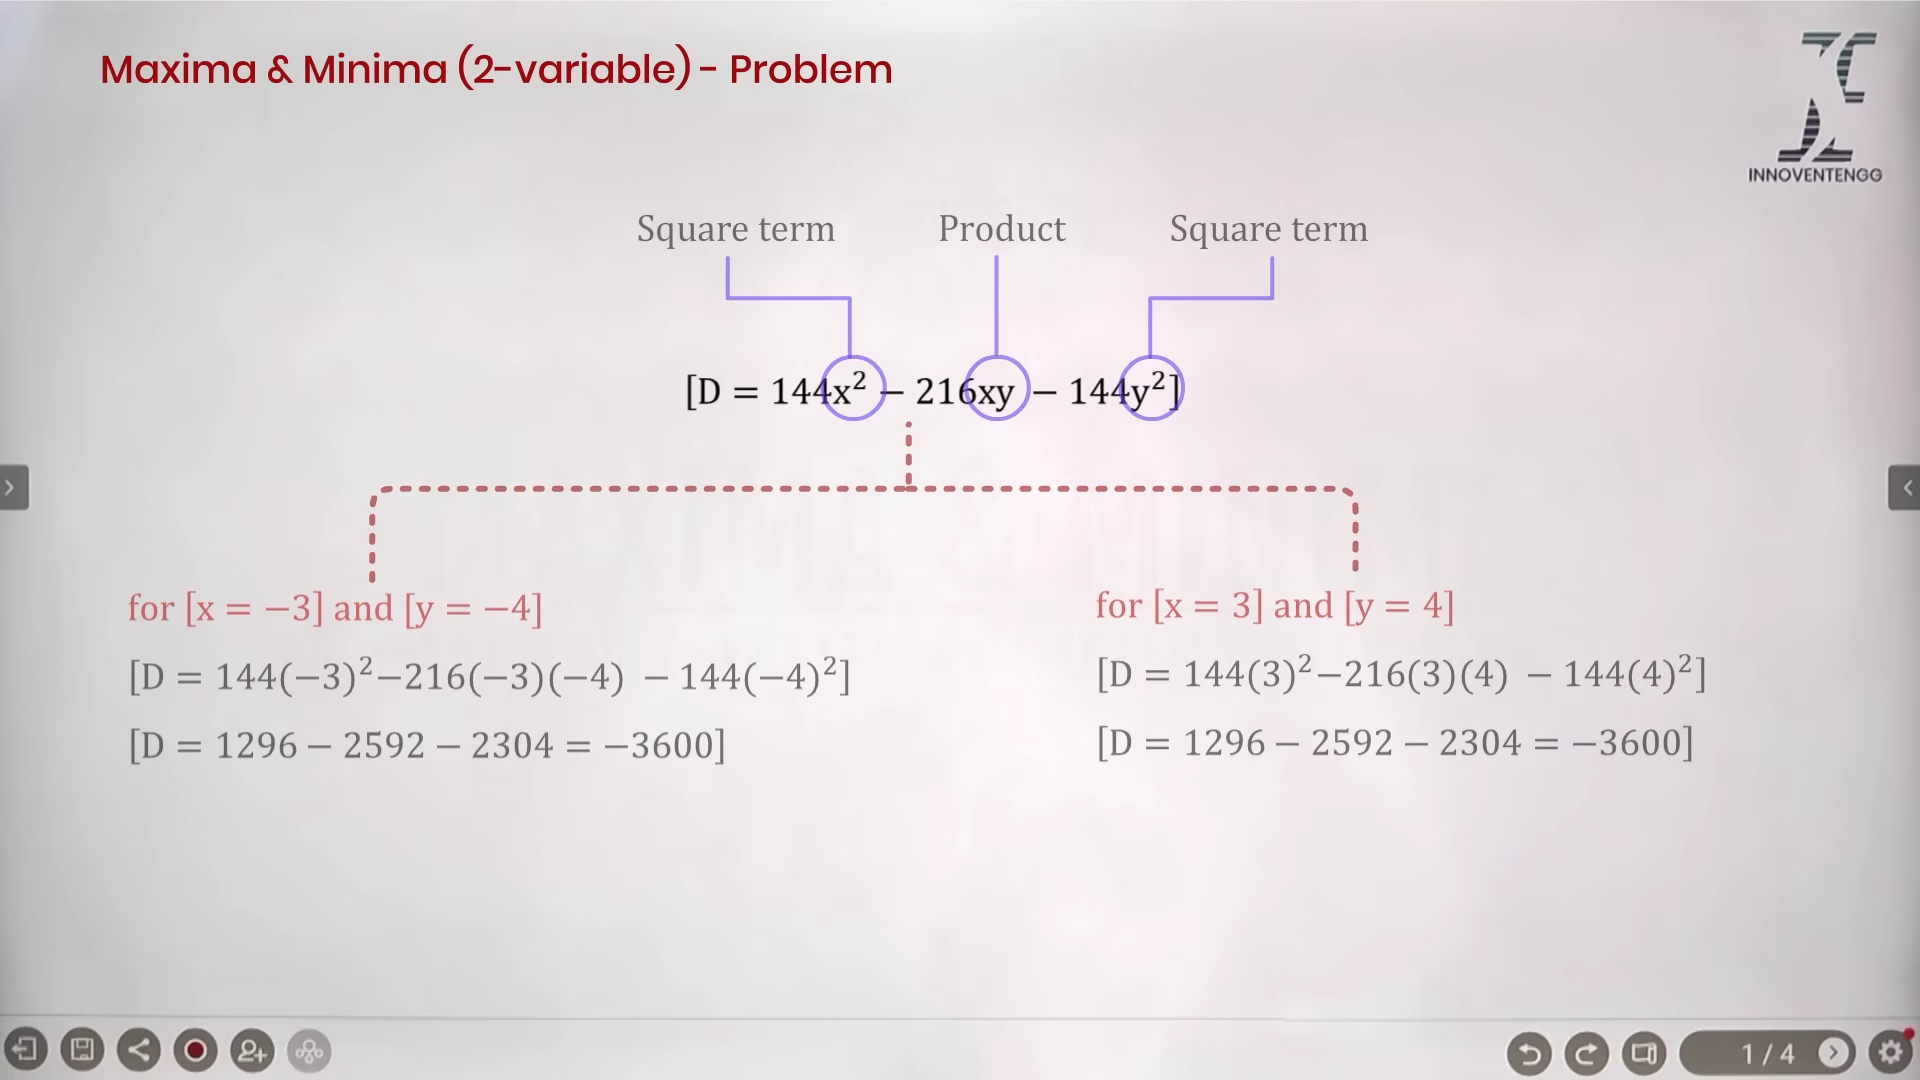 Maxima & Minima (2-variable) - Problem
INNOVENTENGG
Square term Product Square term
[D = 144x² − 216xy − 144y²]
for [x = −3] and [y = −4]
[D = 144(−3)²−216(−3)(−4) − 144(−4)²]
[D = 1296 − 2592 − 2304 = −3600]
for [x = 3] and [y = 4]
[D = 144(3)²−216(3)(4) − 144(4)²]
[D = 1296 − 2592 − 2304 = −3600]
1 / 4